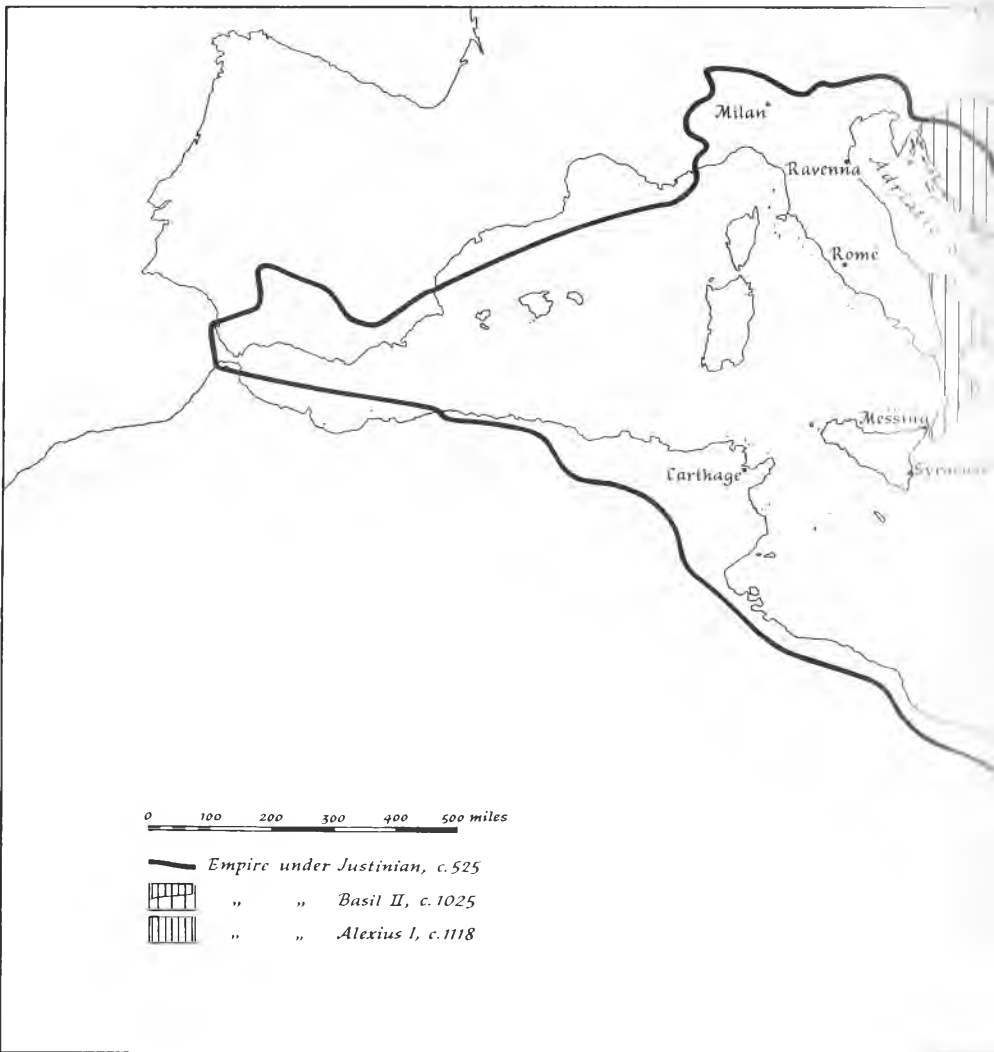 Milan
Ravenna
Adriatic
Rome
Messina
Carthage
Syracuse
0 100 200 300 400 500 miles
Empire under Justinian, c.525
„ „ Basil II, c.1025
„ „ Alexius I, c.1118